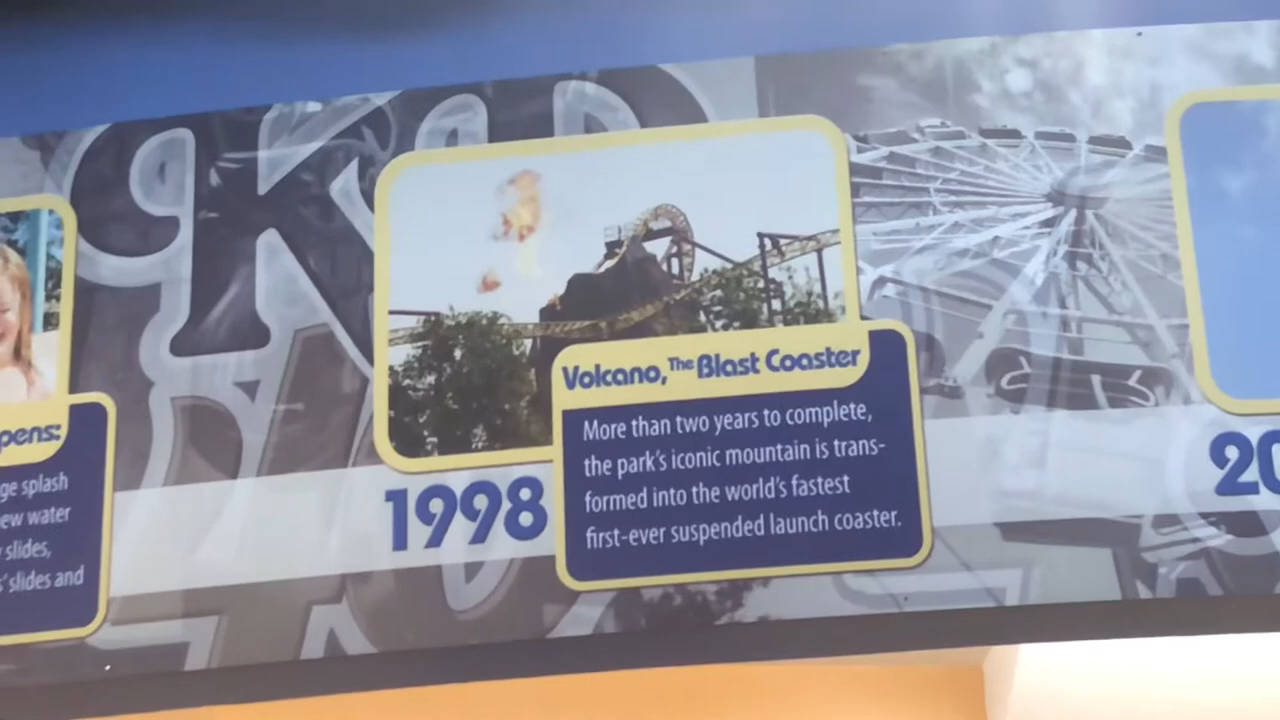 pens:
ge splash
ew water
slides,
slides and
1998
Volcano, The Blast Coaster
More than two years to complete,
the park's iconic mountain is trans-
formed into the world's fastest
first-ever suspended launch coaster.
20